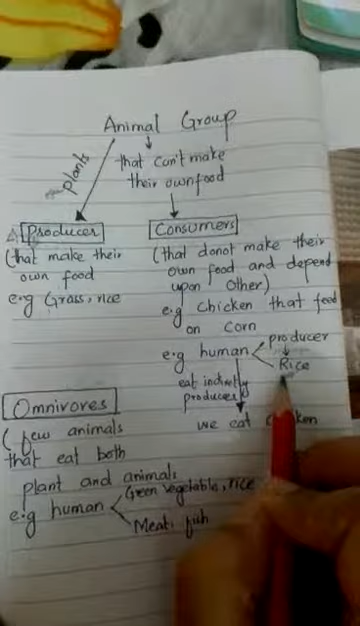 Animal Group
plants
that can't make
their own food
Producer
(that make their
own food
e.g Grass, rice
Consumers
(that donot make their
own food and depend
upon other)
e.g chicken that feed
on corn
e.g human
producer
Rice
eat indirectly
producer
we eat chicken
Omnivores
(few animals
that eat both
plant and animals
e.g human
Green vegetable, rice
Meat, fish